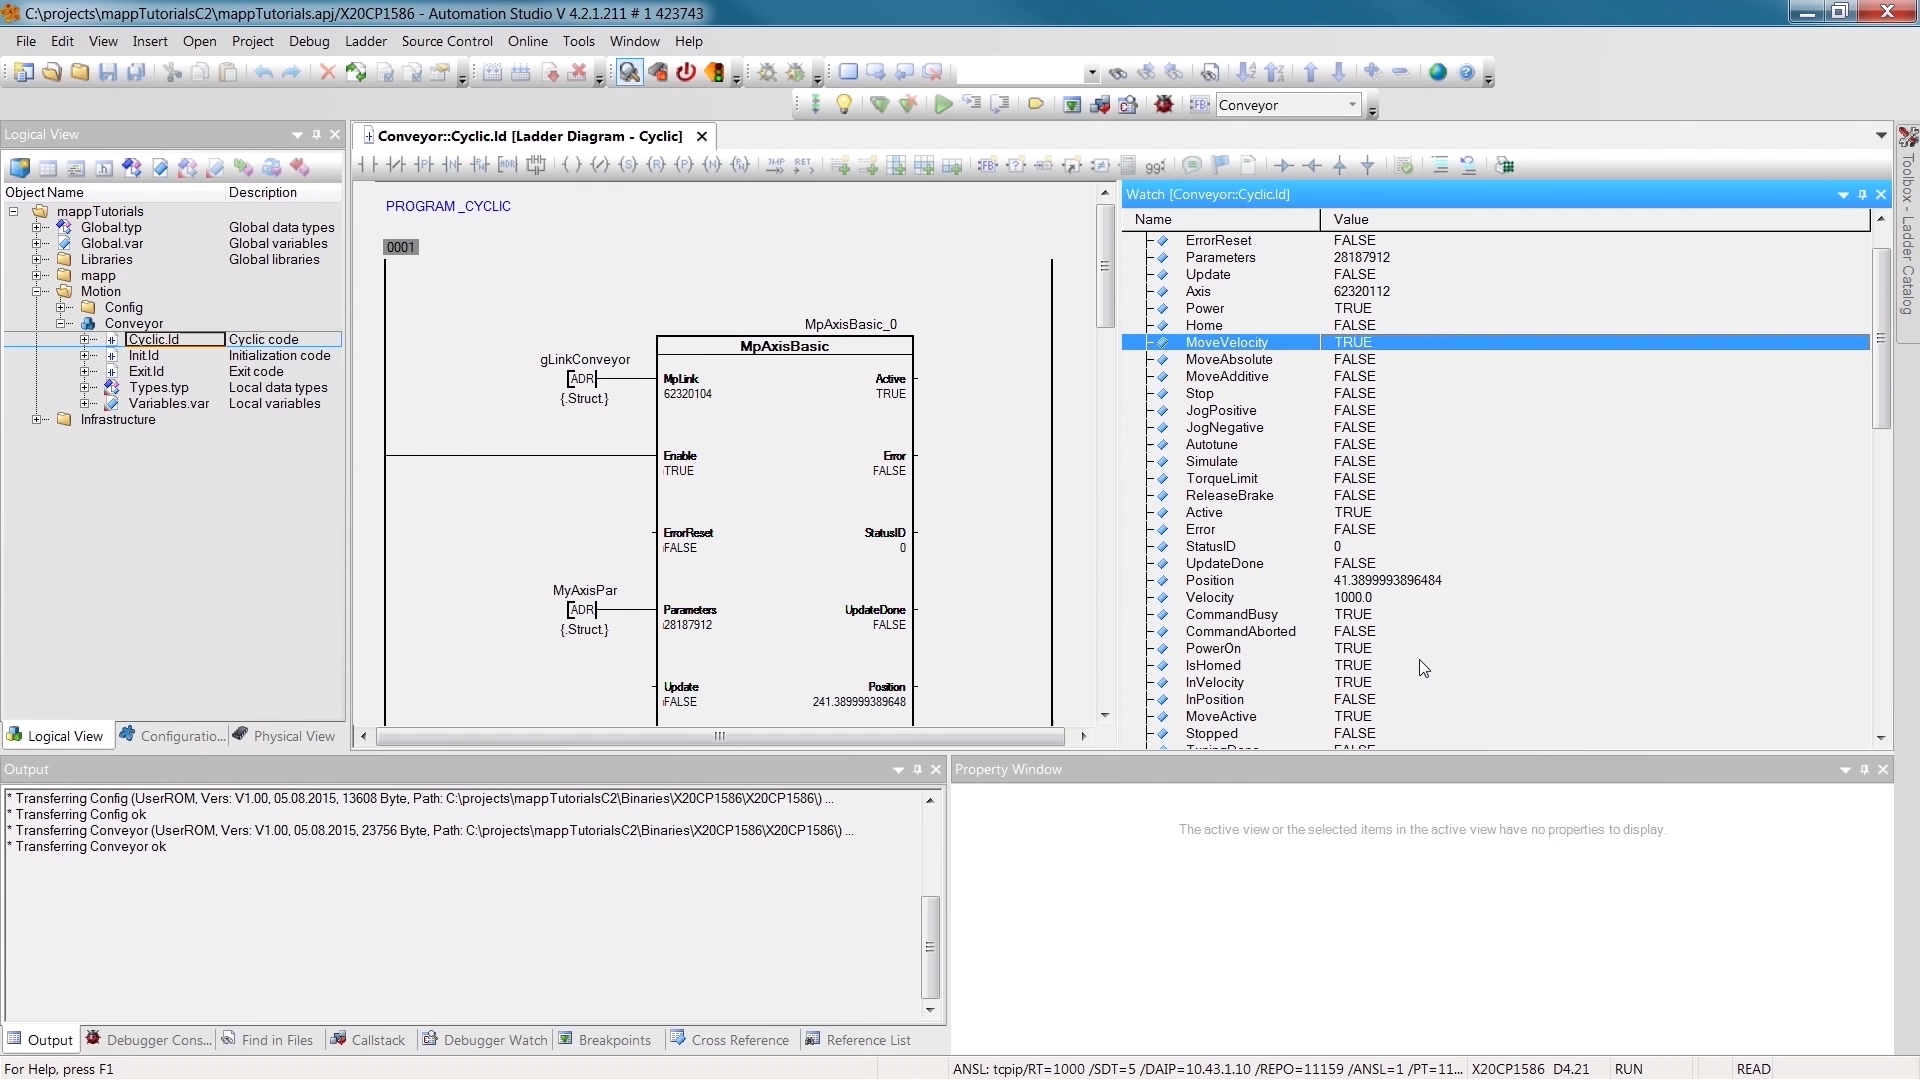 C:\projects\mappTutorialsC2\mappTutorials.apj/X20CP1586 - Automation Studio V 4.2.1.211 # 1 423743
File Edit View Insert Open Project Debug Ladder Source Control Online Tools Window Help
Conveyor
Logical View
Object Name Description
mappTutorials
Global.typ Global data types
Global.var Global variables
Libraries Global libraries
mapp
Motion
Config
Conveyor
Cyclic.ld Cyclic code
Init.ld Initialization code
Exit.ld Exit code
Types.typ Local data types
Variables.var Local variables
Infrastructure
Logical View Configuratio... Physical View
Conveyor::Cyclic.ld [Ladder Diagram - Cyclic]
PROGRAM_CYCLIC
0001
MpAxisBasic_0
MpAxisBasic
gLinkConveyor
ADR
{.Struct.}
MpLink
62320104
Active
TRUE
Enable
TRUE
Error
FALSE
ErrorReset
FALSE
StatusID
0
MyAxisPar
ADR
{.Struct.}
Parameters
28187912
UpdateDone
FALSE
Update
FALSE
Position
241.389999389648
Watch [Conveyor::Cyclic.ld]
Name Value
ErrorReset FALSE
Parameters 28187912
Update FALSE
Axis 62320112
Power TRUE
Home FALSE
MoveVelocity TRUE
MoveAbsolute FALSE
MoveAdditive FALSE
Stop FALSE
JogPositive FALSE
JogNegative FALSE
Autotune FALSE
Simulate FALSE
TorqueLimit FALSE
ReleaseBrake FALSE
Active TRUE
Error FALSE
StatusID 0
UpdateDone FALSE
Position 41.3899993896484
Velocity 1000.0
CommandBusy TRUE
CommandAborted FALSE
PowerOn TRUE
IsHomed TRUE
InVelocity TRUE
InPosition FALSE
MoveActive TRUE
Stopped FALSE
Toolbox - Ladder Catalog
Output
* Transferring Config (UserROM, Vers: V1.00, 05.08.2015, 13608 Byte, Path: C:\projects\mappTutorialsC2\Binaries\X20CP1586\X20CP1586\) ...
* Transferring Config ok
* Transferring Conveyor (UserROM, Vers: V1.00, 05.08.2015, 23756 Byte, Path: C:\projects\mappTutorialsC2\Binaries\X20CP1586\X20CP1586\) ...
* Transferring Conveyor ok
Property Window
The active view or the selected items in the active view have no properties to display.
Output Debugger Cons... Find in Files Callstack Debugger Watch Breakpoints Cross Reference Reference List
For Help, press F1
ANSL: tcpip/RT=1000 /SDT=5 /DAIP=10.43.1.10 /REPO=11159 /ANSL=1 /PT=11... X20CP1586 D4.21 RUN READ